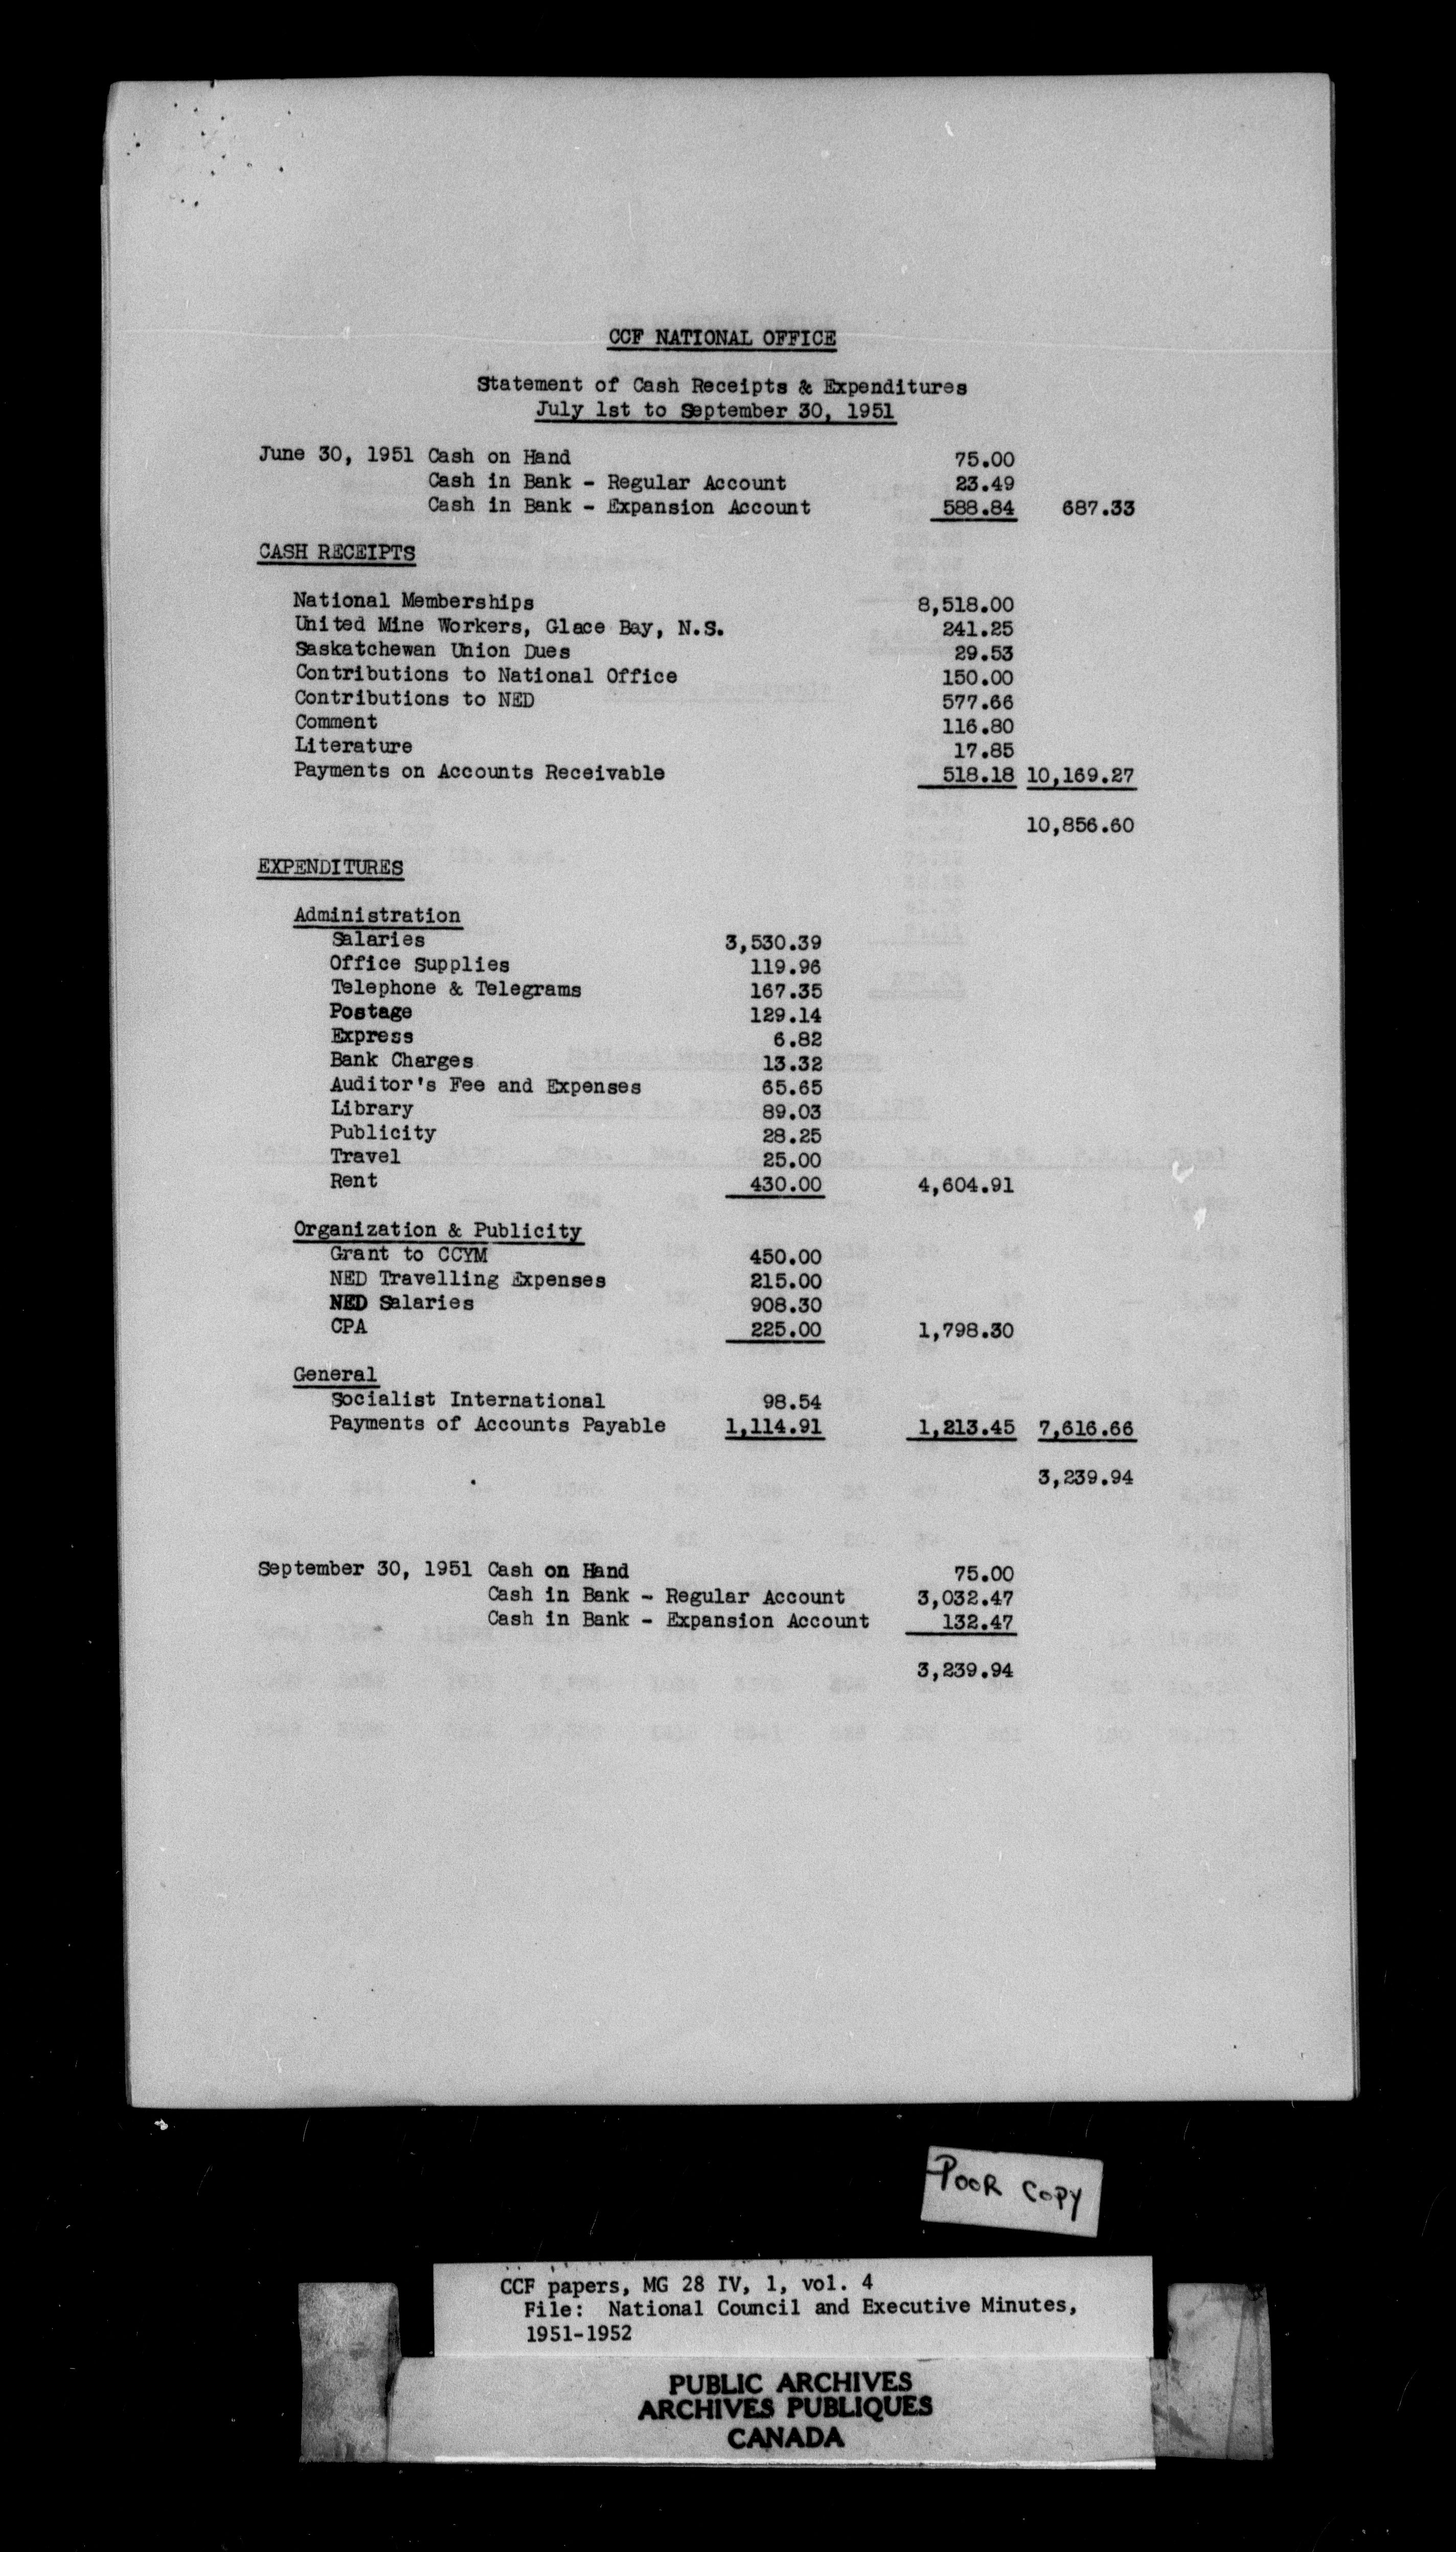 CCF NATIONAL OFFICE
Statement of Cash Receipts & Expenditures
July 1st to September 30, 1951
June 30, 1951 Cash on Hand 75.00
Cash in Bank - Regular Account 23.49
Cash in Bank - Expansion Account 588.84 687.33
CASH RECEIPTS
National Memberships 8,518.00
United Mine Workers, Glace Bay, N.S. 241.25
Saskatchewan Union Dues 29.53
Contributions to National Office 150.00
Contributions to NED 577.66
Comment 116.80
Literature 17.85
Payments on Accounts Receivable 518.18 10,169.27
10,856.60
EXPENDITURES
Administration
Salaries 3,530.39
Office Supplies 119.96
Telephone & Telegrams 167.35
Postage 129.14
Express 6.82
Bank Charges 13.32
Auditor's Fee and Expenses 65.65
Library 89.03
Publicity 28.25
Travel 25.00
Rent 430.00 4,604.91
Organization & Publicity
Grant to CCYM 450.00
NED Travelling Expenses 215.00
NED Salaries 908.30
CPA 225.00 1,798.30
General
Socialist International 98.54
Payments of Accounts Payable 1,114.91 1,213.45 7,616.66
3,239.94
September 30, 1951 Cash on Hand 75.00
Cash in Bank - Regular Account 3,032.47
Cash in Bank - Expansion Account 132.47
3,239.94
POOR COPY
CCF papers, MG 28 IV, 1, vol. 4
File: National Council and Executive Minutes,
1951-1952
PUBLIC ARCHIVES
ARCHIVES PUBLIQUES
CANADA